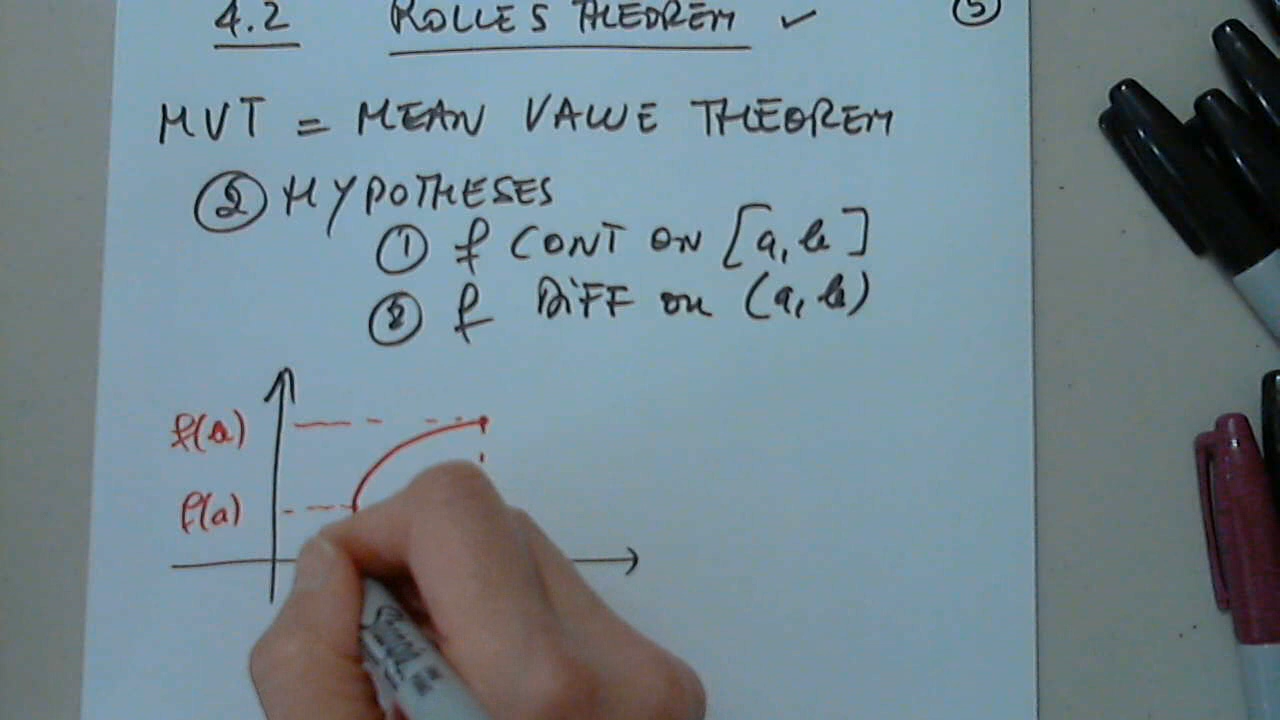 4.2 ROLLES THEOREM ✓ ⑤
MVT = MEAN VALUE THEOREM
② HYPOTHESES
① f CONT ON [a, b]
② f DIFF ON (a, b)
f(b)
f(a)